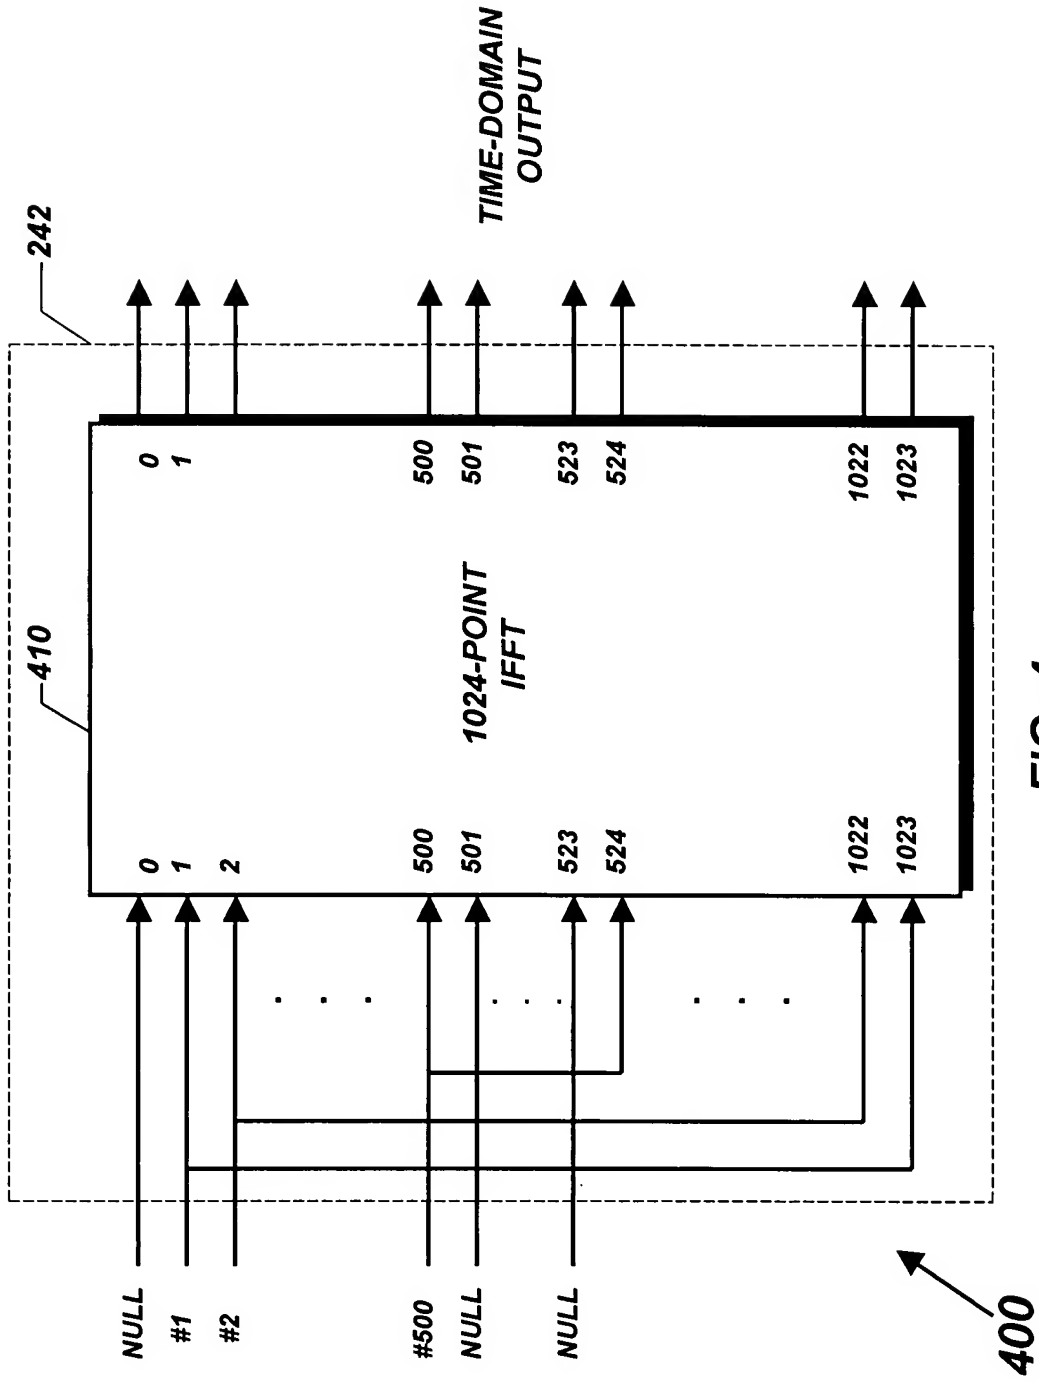 410
242
NULL
0
0
#1
1
1
#2
2
#500
500
500
NULL
501
501
1024-POINT
IFFT
TIME-DOMAIN
OUTPUT
NULL
523
523
524
524
1022
1022
1023
1023
400
FIG. 4